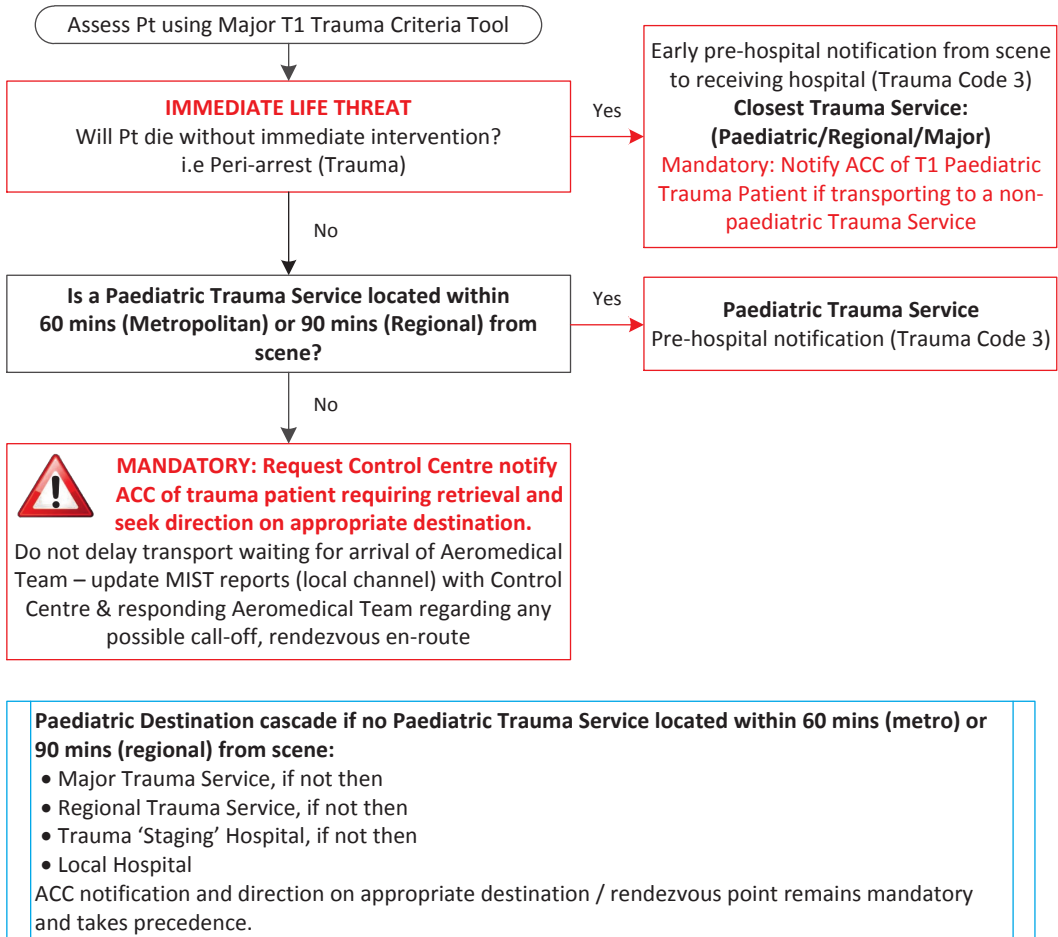 Assess Pt using Major T1 Trauma Criteria Tool
IMMEDIATE LIFE THREAT
Will Pt die without immediate intervention?
i.e Peri-arrest (Trauma)
Yes
Early pre-hospital notification from scene
to receiving hospital (Trauma Code 3)
Closest Trauma Service:
(Paediatric/Regional/Major)
Mandatory: Notify ACC of T1 Paediatric
Trauma Patient if transporting to a non-
paediatric Trauma Service
No
Is a Paediatric Trauma Service located within
60 mins (Metropolitan) or 90 mins (Regional) from
scene?
Yes
Paediatric Trauma Service
Pre-hospital notification (Trauma Code 3)
No
MANDATORY: Request Control Centre notify
ACC of trauma patient requiring retrieval and
seek direction on appropriate destination.
Do not delay transport waiting for arrival of Aeromedical
Team – update MIST reports (local channel) with Control
Centre & responding Aeromedical Team regarding any
possible call-off, rendezvous en-route
Paediatric Destination cascade if no Paediatric Trauma Service located within 60 mins (metro) or
90 mins (regional) from scene:
• Major Trauma Service, if not then
• Regional Trauma Service, if not then
• Trauma ‘Staging’ Hospital, if not then
• Local Hospital
ACC notification and direction on appropriate destination / rendezvous point remains mandatory
and takes precedence.